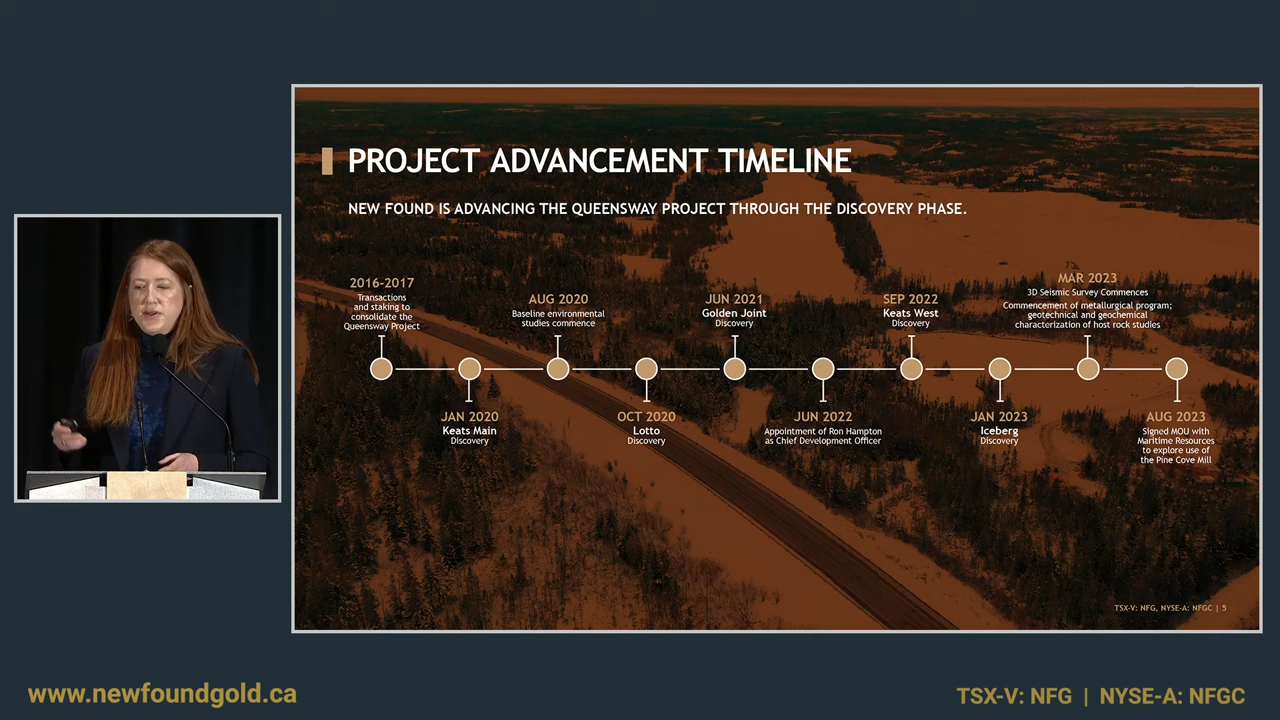 PROJECT ADVANCEMENT TIMELINE
NEW FOUND IS ADVANCING THE QUEENSWAY PROJECT THROUGH THE DISCOVERY PHASE.
2016-2017
Transactions
and staking to
consolidate the
Queensway Project
JAN 2020
Keats Main
Discovery
AUG 2020
Baseline environmental
studies commence
OCT 2020
Lotto
Discovery
JUN 2021
Golden Joint
Discovery
JUN 2022
Appointment of Ron Hampton
as Chief Development Officer
SEP 2022
Keats West
Discovery
JAN 2023
Iceberg
Discovery
MAR 2023
3D Seismic Survey Commences
Commencement of metallurgical program;
geotechnical and geochemical
characterization of host rock studies
AUG 2023
Signed MOU with
Maritime Resources
to explore use of
the Pine Cove Mill
TSX-V: NFG, NYSE-A: NFGC | 5
www.newfoundgold.ca
TSX-V: NFG | NYSE-A: NFGC